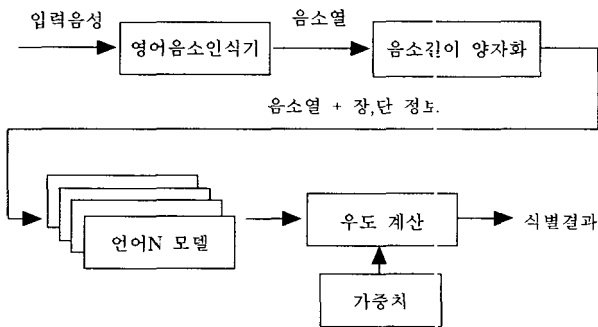 입력음성
영어음소인식기
음소열
음소길이 양자화
음소열 + 장,단 정보
언어N 모델
우도 계산
식별결과
가중치